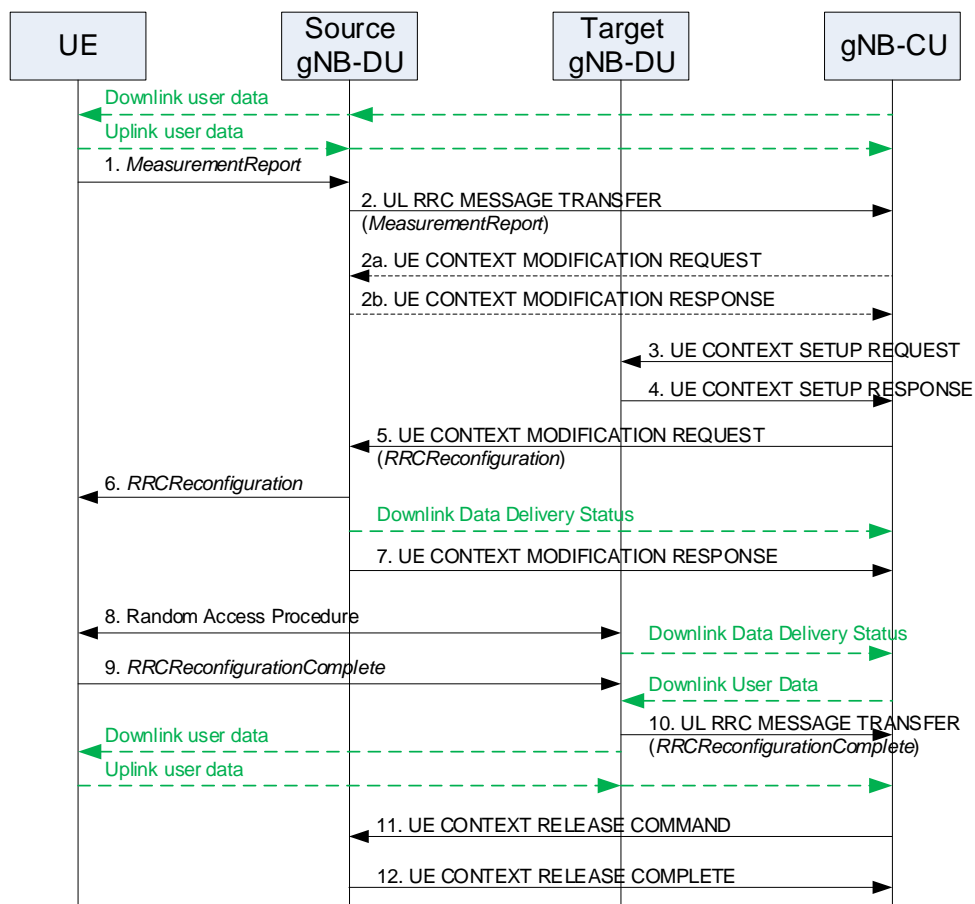 UE
Source
gNB-DU
Target
gNB-DU
gNB-CU
Downlink user data
Uplink user data
1. MeasurementReport
2. UL RRC MESSAGE TRANSFER
(MeasurementReport)
2a. UE CONTEXT MODIFICATION REQUEST
2b. UE CONTEXT MODIFICATION RESPONSE
3. UE CONTEXT SETUP REQUEST
4. UE CONTEXT SETUP RESPONSE
5. UE CONTEXT MODIFICATION REQUEST
(RRCReconfiguration)
6. RRCReconfiguration
Downlink Data Delivery Status
7. UE CONTEXT MODIFICATION RESPONSE
8. Random Access Procedure
Downlink Data Delivery Status
9. RRCReconfigurationComplete
Downlink User Data
10. UL RRC MESSAGE TRANSFER
(RRCReconfigurationComplete)
Downlink user data
Uplink user data
11. UE CONTEXT RELEASE COMMAND
12. UE CONTEXT RELEASE COMPLETE